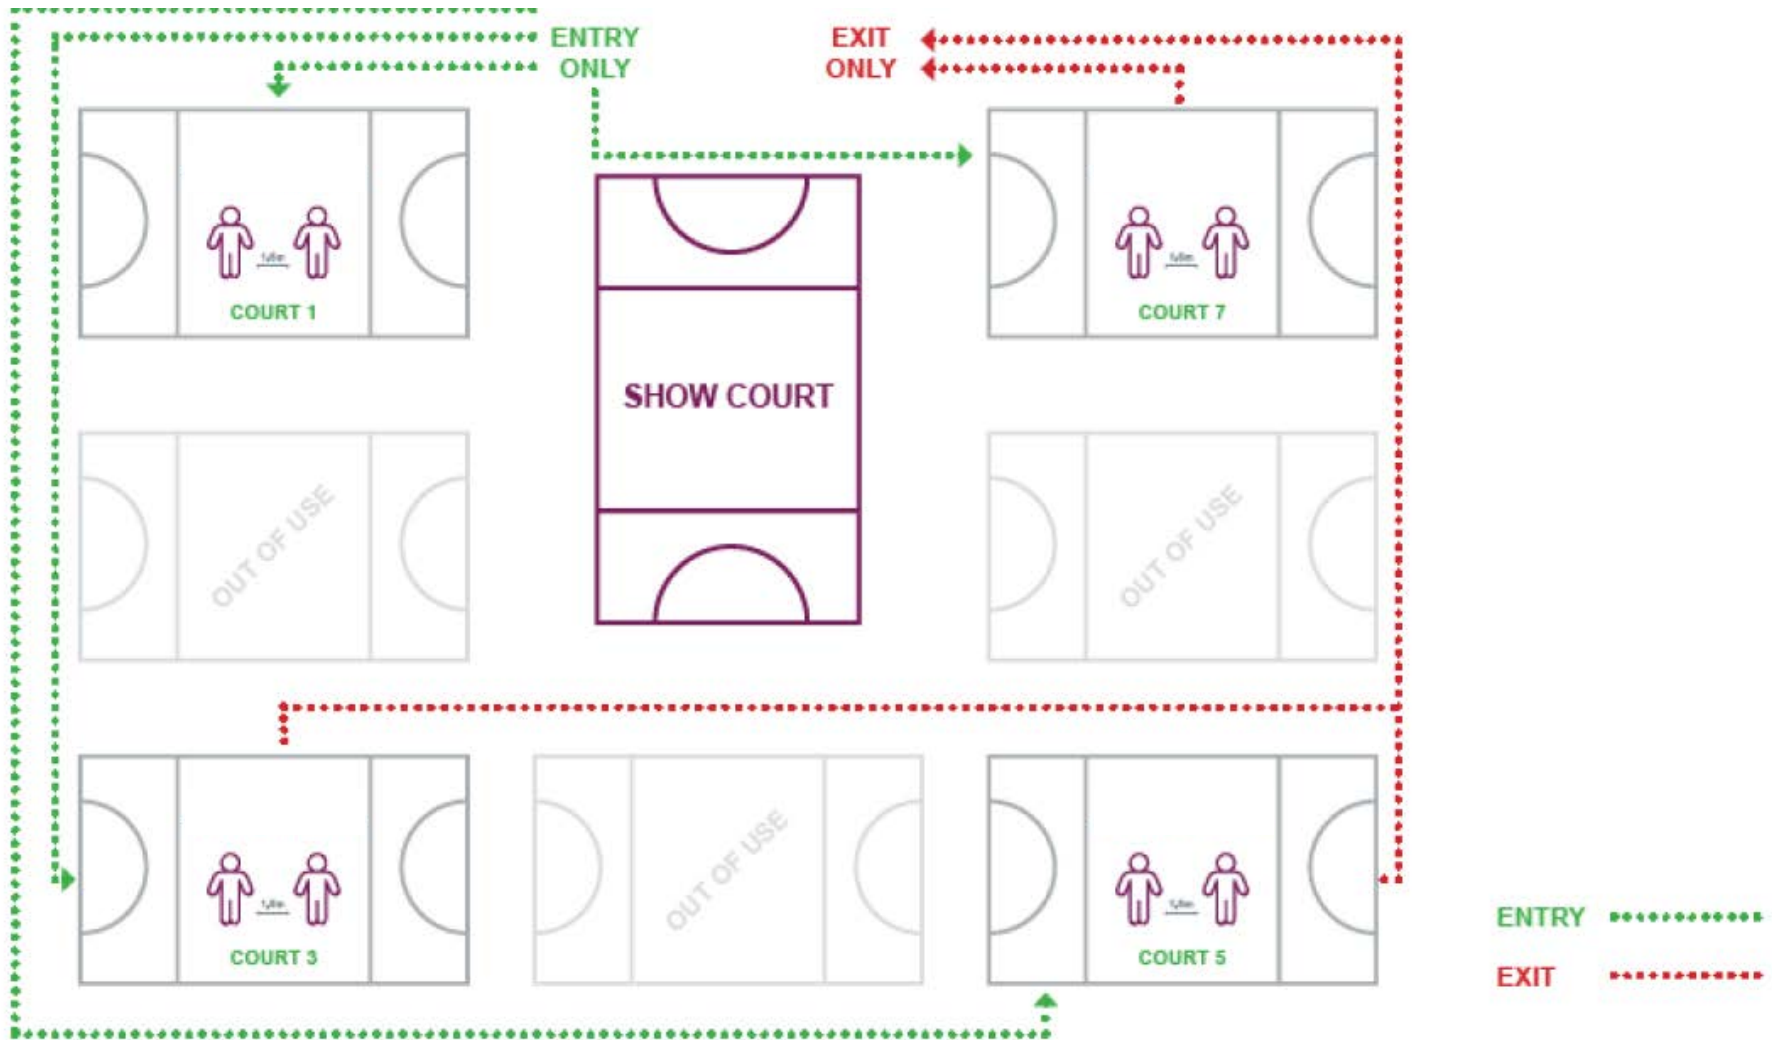 ENTRY
ONLY
EXIT
ONLY
COURT 1
COURT 7
SHOW COURT
OUT OF USE
OUT OF USE
COURT 3
OUT OF USE
COURT 5
ENTRY
EXIT